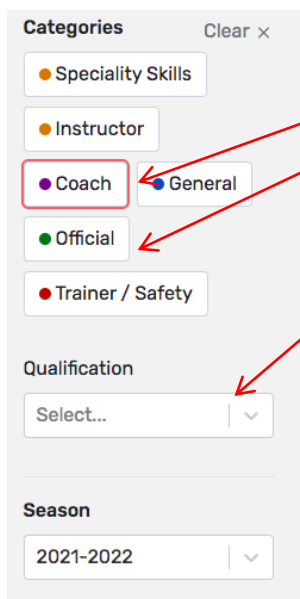 Categories Clear ×
Speciality Skills
Instructor
Coach General
Official
Trainer / Safety
Qualification
Select...
Season
2021-2022